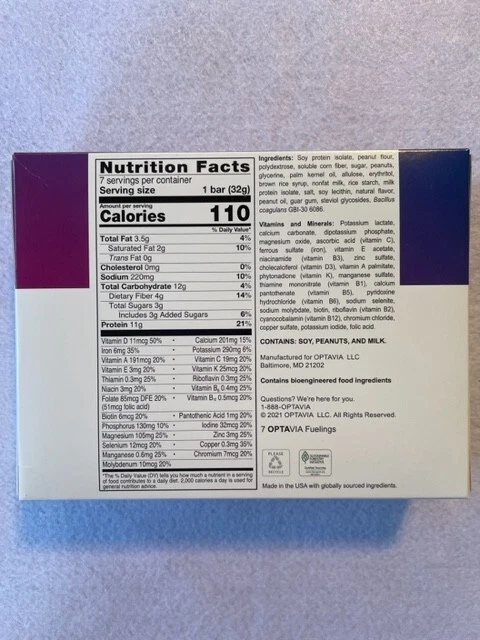 Nutrition Facts
7 servings per container
Serving size 1 bar (32g)
Amount per serving
Calories 110
% Daily Value*
Total Fat 3.5g 4%
Saturated Fat 2g 10%
Trans Fat 0g
Cholesterol 0mg 0%
Sodium 220mg 10%
Total Carbohydrate 12g 4%
Dietary Fiber 4g 14%
Total Sugars 3g
Includes 3g Added Sugars 6%
Protein 11g 21%
Vitamin D 11mcg 50% • Calcium 201mg 15%
Iron 6mg 35% • Potassium 290mg 6%
Vitamin A 191mcg 20% • Vitamin C 19mg 20%
Vitamin E 3mg 20% • Vitamin K 25mcg 20%
Thiamin 0.3mg 25% • Riboflavin 0.3mg 25%
Niacin 3mg 20% • Vitamin B₆ 0.4mg 25%
Folate 85mcg DFE 20% • Vitamin B₁₂ 0.5mcg 20%
(51mcg folic acid)
Biotin 6mcg 20% • Pantothenic Acid 1mg 20%
Phosphorus 130mg 10% • Iodine 32mcg 20%
Magnesium 105mg 25% • Zinc 3mg 25%
Selenium 12mcg 20% • Copper 0.3mg 35%
Manganese 0.6mg 25% • Chromium 7mcg 20%
Molybdenum 10mcg 20%
*The % Daily Value (DV) tells you how much a nutrient in a serving
of food contributes to a daily diet. 2,000 calories a day is used for
general nutrition advice.
Ingredients: Soy protein isolate, peanut flour,
polydextrose, soluble corn fiber, sugar, peanuts,
glycerine, palm kernel oil, allulose, erythritol,
brown rice syrup, nonfat milk, rice starch, milk
protein isolate, salt, soy lecithin, natural flavor,
peanut oil, guar gum, steviol glycosides, Bacillus
coagulans GBI-30 6086.
Vitamins and Minerals: Potassium lactate,
calcium carbonate, dipotassium phosphate,
magnesium oxide, ascorbic acid (vitamin C),
ferrous sulfate (iron), vitamin E acetate,
niacinamide (vitamin B3), zinc sulfate,
cholecalciferol (vitamin D3), vitamin A palmitate,
phytonadione (vitamin K), manganese sulfate,
thiamine mononitrate (vitamin B1), calcium
pantothenate (vitamin B5), pyridoxine
hydrochloride (vitamin B6), sodium selenite,
sodium molybdate, biotin, riboflavin (vitamin B2),
cyanocobalamin (vitamin B12), chromium chloride,
copper sulfate, potassium iodide, folic acid.
CONTAINS: SOY, PEANUTS, AND MILK.
Manufactured for OPTAVIA LLC
Baltimore, MD 21202
Contains bioengineered food ingredients
Questions? We're here for you.
1-888-OPTAVIA
© 2021 OPTAVIA LLC. All Rights Reserved.
7 OPTAVIA Fuelings
PLEASE
RECYCLE
Made in the USA with globally sourced ingredients.